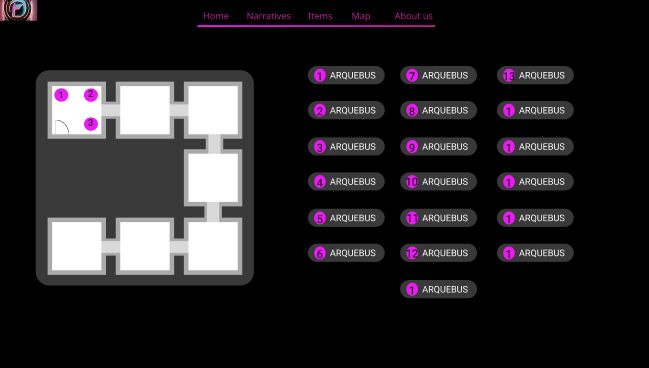 Home Narratives Items Map About us
1 2
3
1 ARQUEBUS 7 ARQUEBUS 13 ARQUEBUS
2 ARQUEBUS 8 ARQUEBUS 1 ARQUEBUS
3 ARQUEBUS 9 ARQUEBUS 1 ARQUEBUS
4 ARQUEBUS 10 ARQUEBUS 1 ARQUEBUS
5 ARQUEBUS 11 ARQUEBUS 1 ARQUEBUS
6 ARQUEBUS 12 ARQUEBUS 1 ARQUEBUS
1 ARQUEBUS